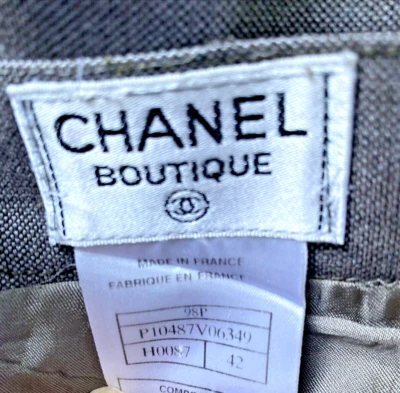 CHANEL
BOUTIQUE
MADE IN FRANCE
FABRIQUE EN FRANCE
98P
P10487V06349
H0087 42